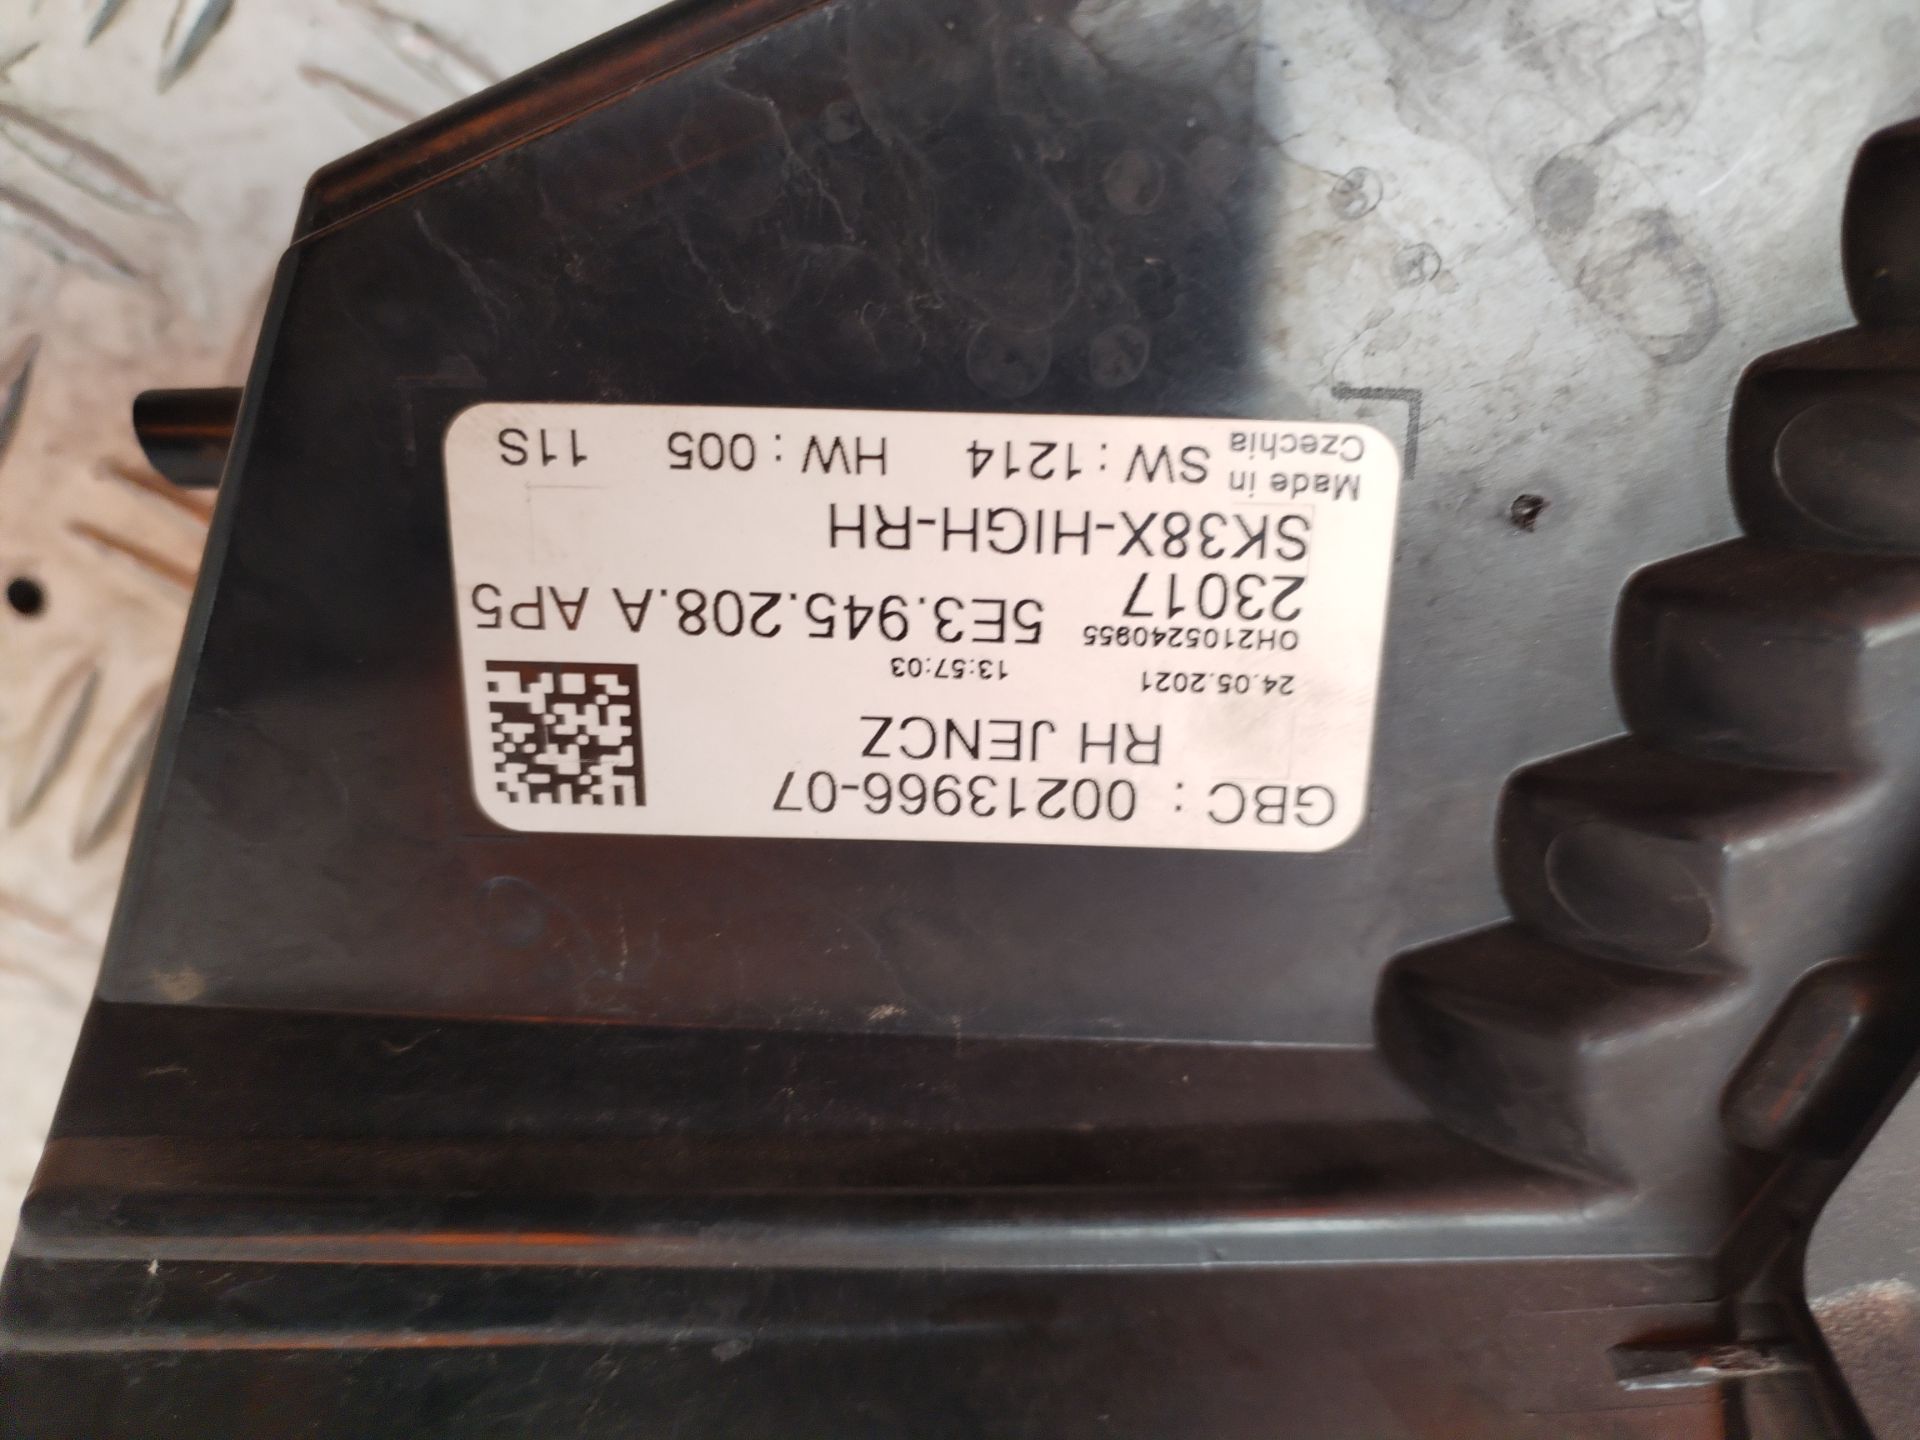 GBC : 00213966-07
RH JENCZ
24.05.2021 13:57:03
OH2105240955
23017 5E3.945.208.A AP5
SK38X-HIGH-RH
Made in Czechia SW : 1214 HW : 005 11S